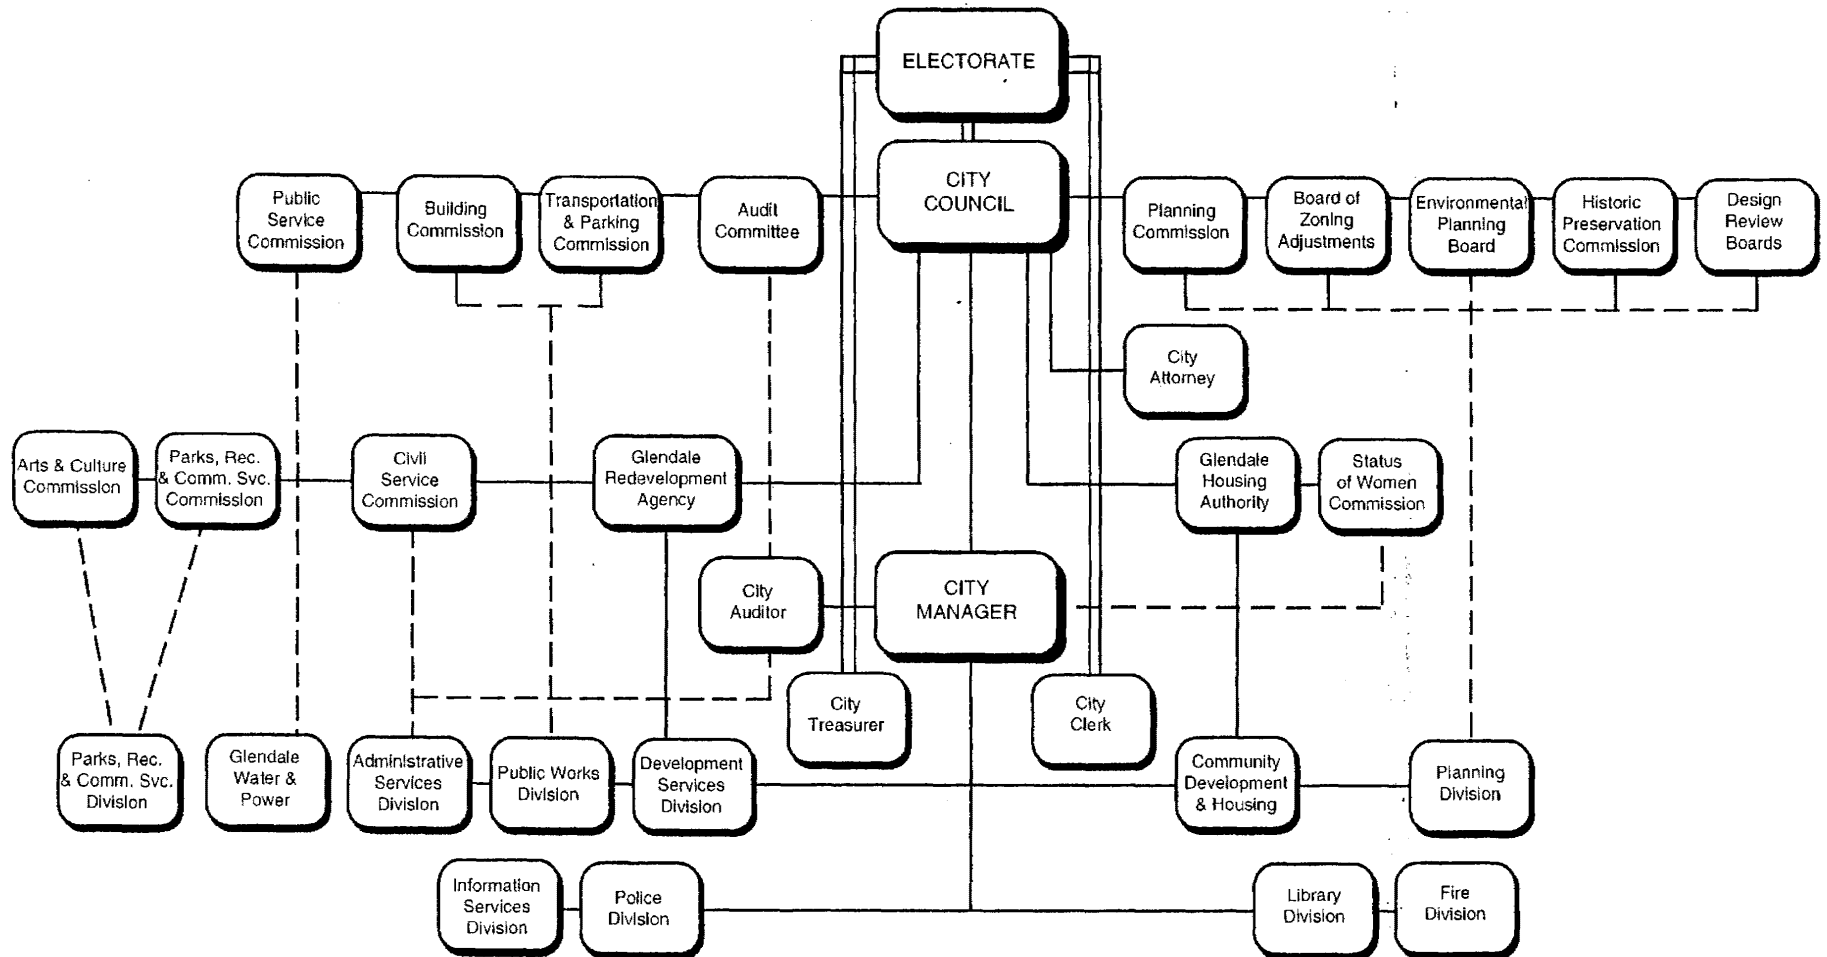 ELECTORATE
CITY
COUNCIL
Public
Service
Commission
Building
Commission
Transportation
& Parking
Commission
Audit
Committee
Planning
Commission
Board of
Zoning
Adjustments
Environmental
Planning
Board
Historic
Preservation
Commission
Design
Review
Boards
City
Attorney
Arts & Culture
Commission
Parks, Rec.
& Comm. Svc.
Commission
Civil
Service
Commission
Glendale
Redevelopment
Agency
Glendale
Housing
Authority
Status
of Women
Commission
City
Auditor
CITY
MANAGER
City
Treasurer
City
Clerk
Parks, Rec.
& Comm. Svc.
Division
Glendale
Water &
Power
Administrative
Services
Division
Public Works
Division
Development
Services
Division
Community
Development
& Housing
Planning
Division
Information
Services
Division
Police
Division
Library
Division
Fire
Division